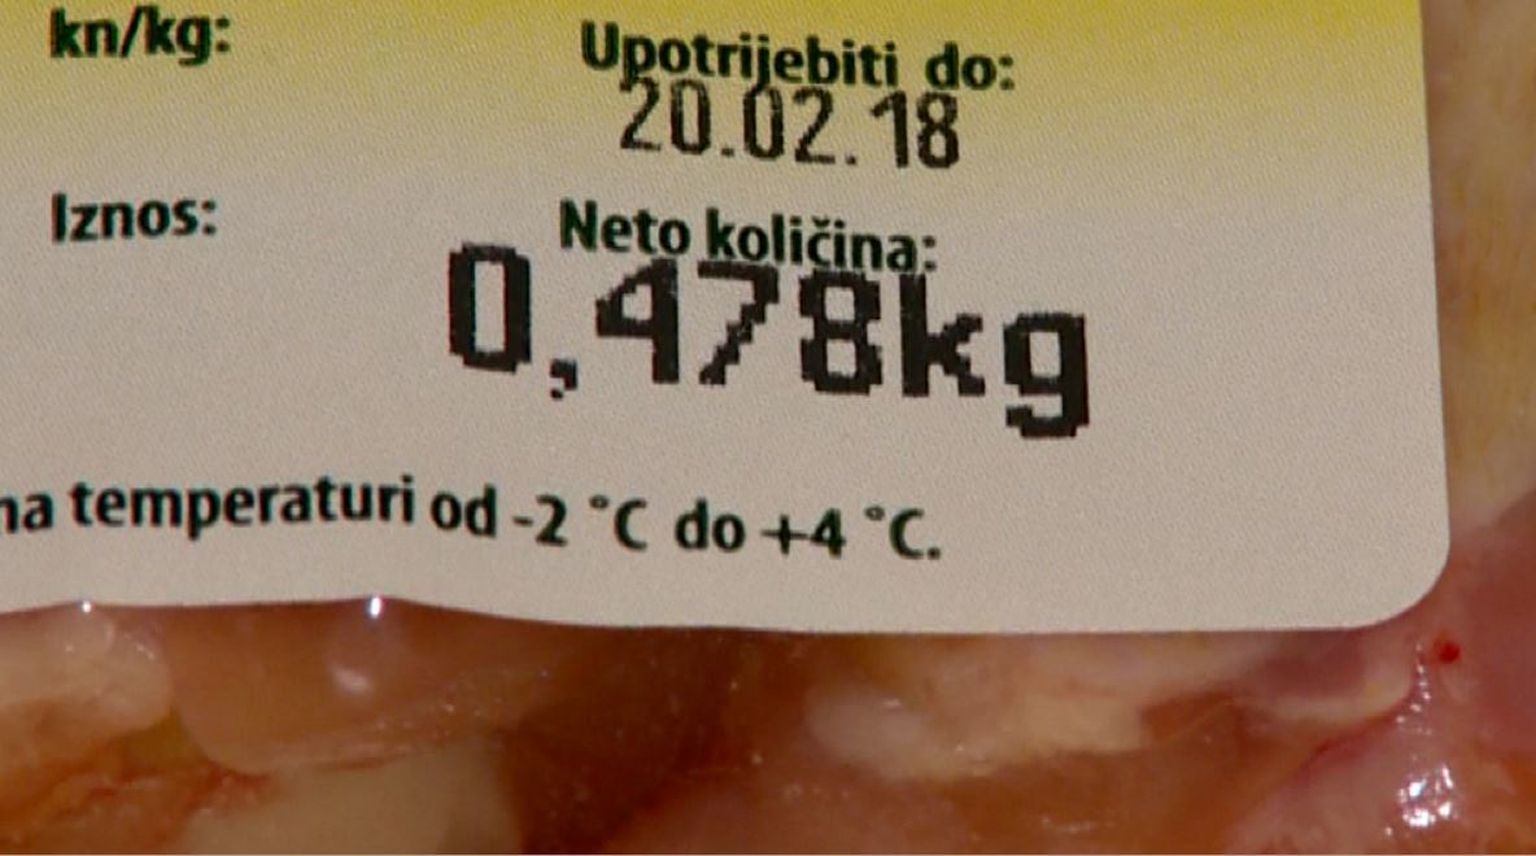 kn/kg:
Upotrijebiti do:
20.02.18
Iznos:
Neto količina:
0,478kg
na temperaturi od -2 °C do +4 °C.